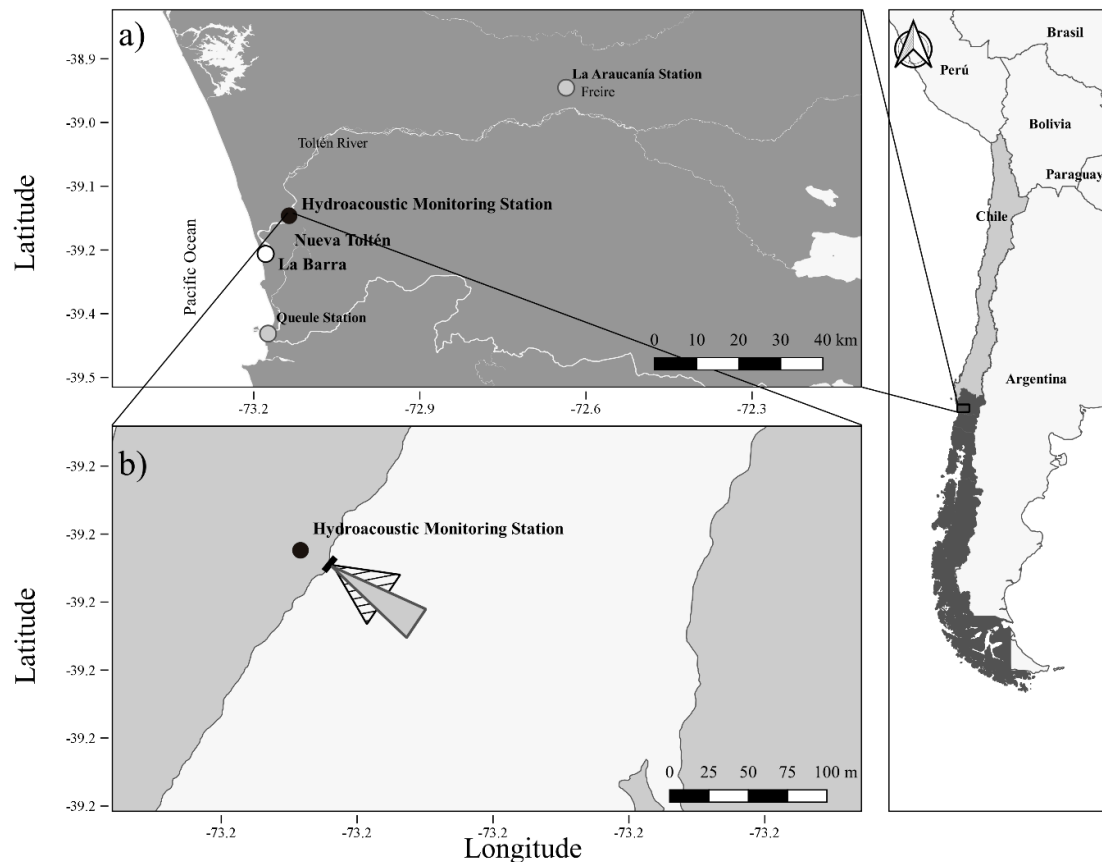 a)
-38.9
-39.0
-39.1
-39.2
-39.4
-39.5
Latitude
La Araucanía Station
Freire
Toltén River
Hydroacoustic Monitoring Station
Nueva Toltén
La Barra
Pacific Ocean
Queule Station
0 10 20 30 40 km
-73.2 -72.9 -72.6 -72.3
b)
-39.2
-39.2
-39.2
-39.2
-39.2
-39.2
Latitude
Hydroacoustic Monitoring Station
0 25 50 75 100 m
-73.2 -73.2 -73.2 -73.2 -73.2
Longitude
Brasil
Perú
Bolivia
Paraguay
Chile
Argentina